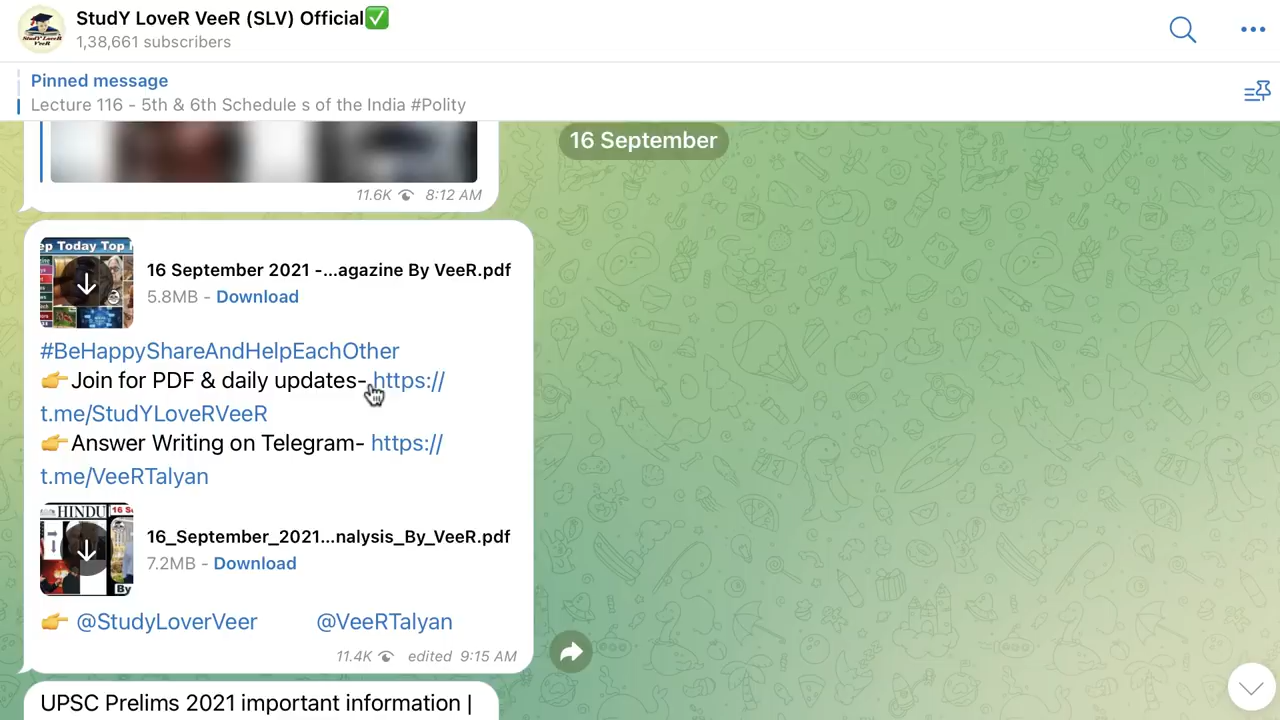 StudY LoveR VeeR (SLV) Official✅
1,38,661 subscribers
Pinned message
Lecture 116 - 5th & 6th Schedule s of the India #Polity
16 September
11.6K 8:12 AM
16 September 2021 -...agazine By VeeR.pdf
5.8MB - Download
#BeHappyShareAndHelpEachOther
👉Join for PDF & daily updates- https://
t.me/StudYLoveRVeeR
👉Answer Writing on Telegram- https://
t.me/VeeRTalyan
HINDU
16_September_2021...nalysis_By_VeeR.pdf
7.2MB - Download
👉 @StudyLoverVeer @VeeRTalyan
11.4K edited 9:15 AM
UPSC Prelims 2021 important information |